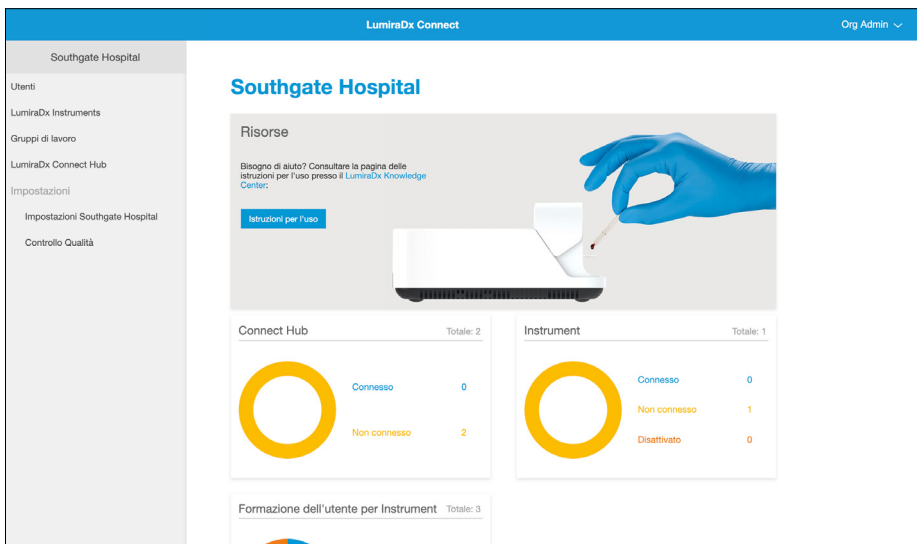 LumiraDx Connect
Org Admin
Southgate Hospital
Utenti
LumiraDx Instruments
Gruppi di lavoro
LumiraDx Connect Hub
Impostazioni
Impostazioni Southgate Hospital
Controllo Qualità
Southgate Hospital
Risorse
Bisogno di aiuto? Consultare la pagina delle
istruzioni per l'uso presso il LumiraDx Knowledge
Center:
Istruzioni per l'uso
Connect Hub Totale: 2
Connesso 0
Non connesso 2
Instrument Totale: 1
Connesso 0
Non connesso 1
Disattivato 0
Formazione dell'utente per Instrument Totale: 3